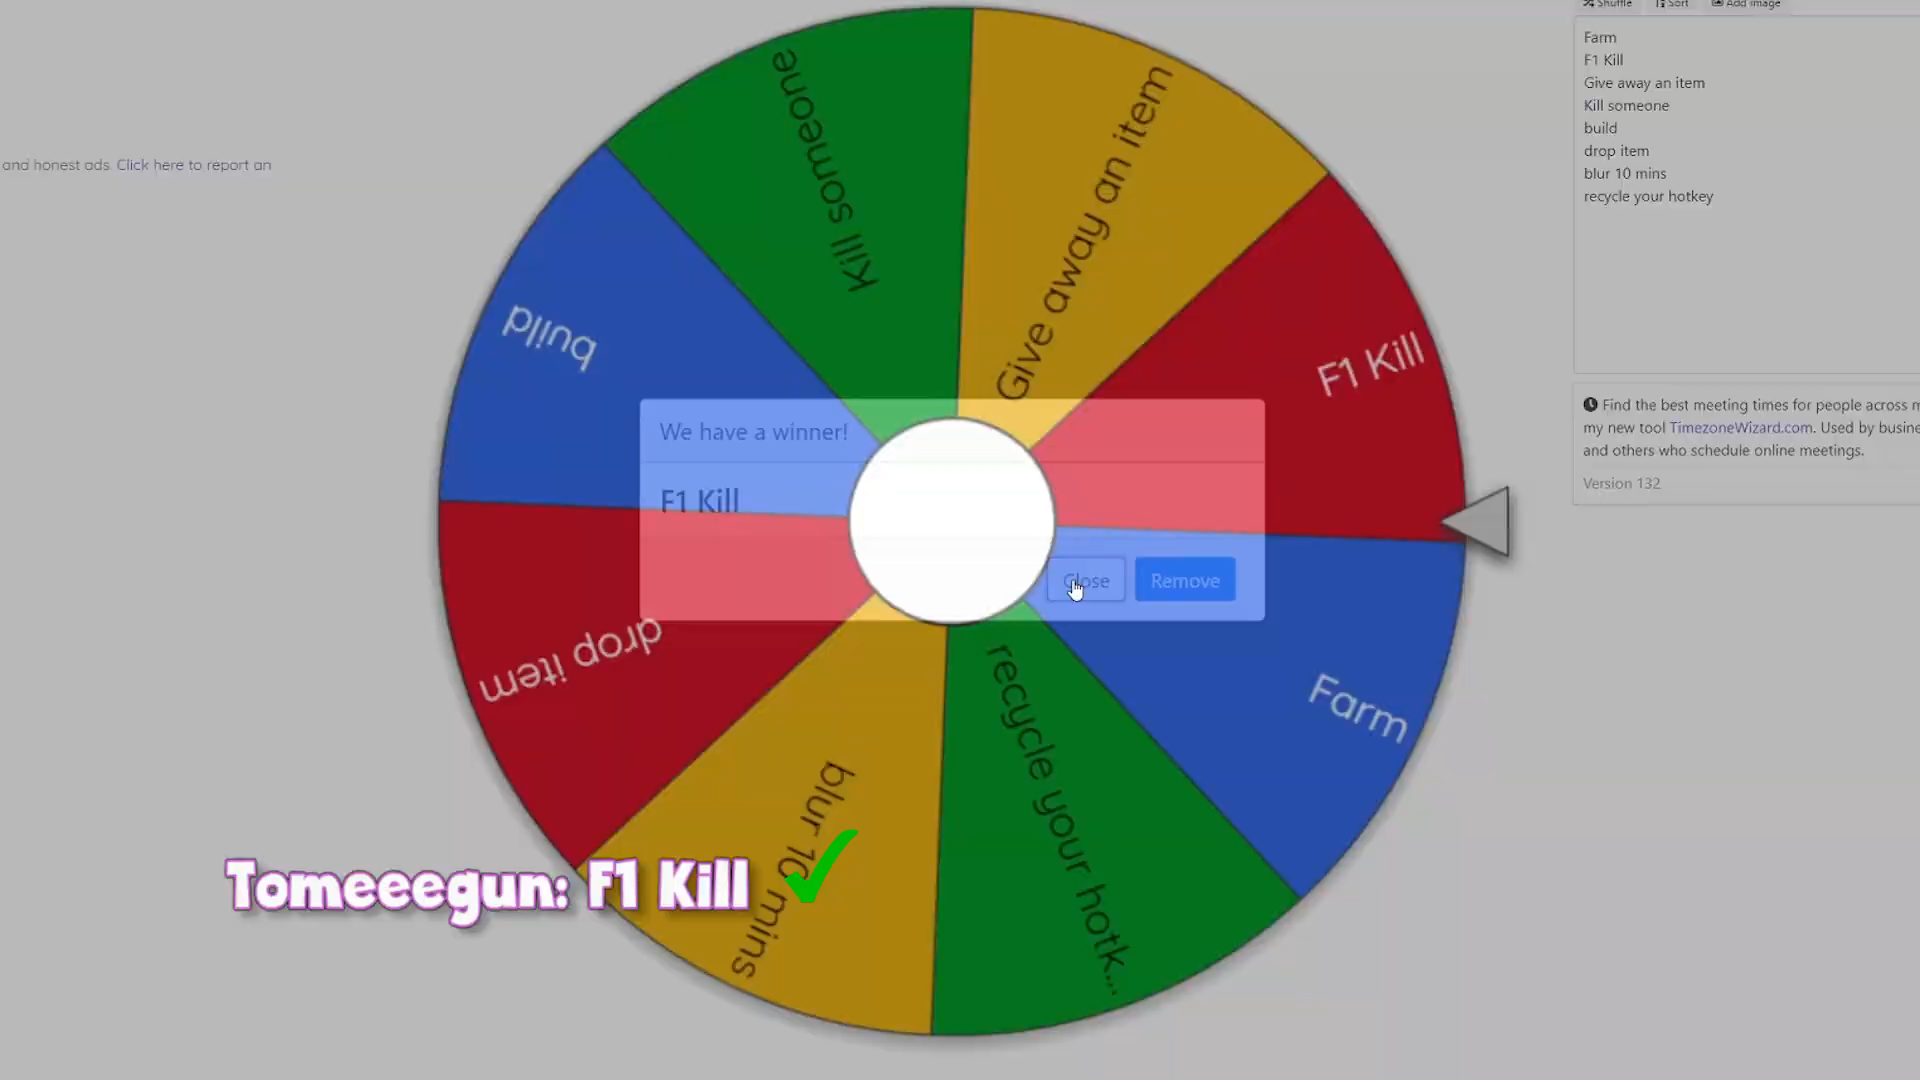 Shuffle Sort Add image
Farm
F1 Kill
Give away an item
Kill someone
build
drop item
blur 10 mins
recycle your hotkey
and honest ads. Click here to report an
Kill someone
Give away an item
build
F1 Kill
We have a winner!
F1 Kill
Close Remove
drop item
Farm
blur 10 mins
recycle your hotk...
Find the best meeting times for people across m
my new tool TimezoneWizard.com. Used by busine
and others who schedule online meetings.
Version 132
Tomeeegun: F1 Kill